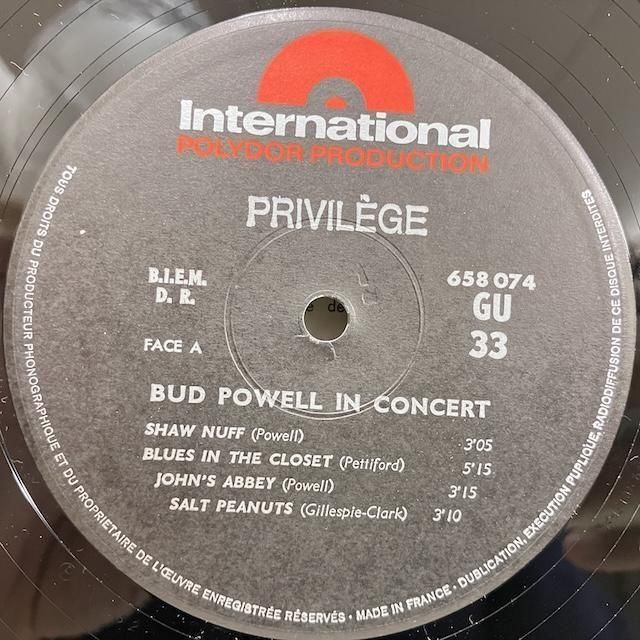 International
POLYDOR PRODUCTION
PRIVILÈGE
B.I.E.M.
D. R.
658 074
GU
33
FACE A
BUD POWELL IN CONCERT
SHAW NUFF (Powell) 3'05
BLUES IN THE CLOSET (Pettiford) 5'15
JOHN'S ABBEY (Powell) 3'15
SALT PEANUTS (Gillespie-Clark) 3'10
TOUS DROITS DU PRODUCTEUR PHONOGRAPHIQUE ET DU PROPRIETAIRE DE L'ŒUVRE ENREGISTRÉE RÉSERVÉS • MADE IN FRANCE • DUBLICATION, EXECUTION PUPLIQUE, RADIODIFFUSION DE CE DISQUE INTERDITES